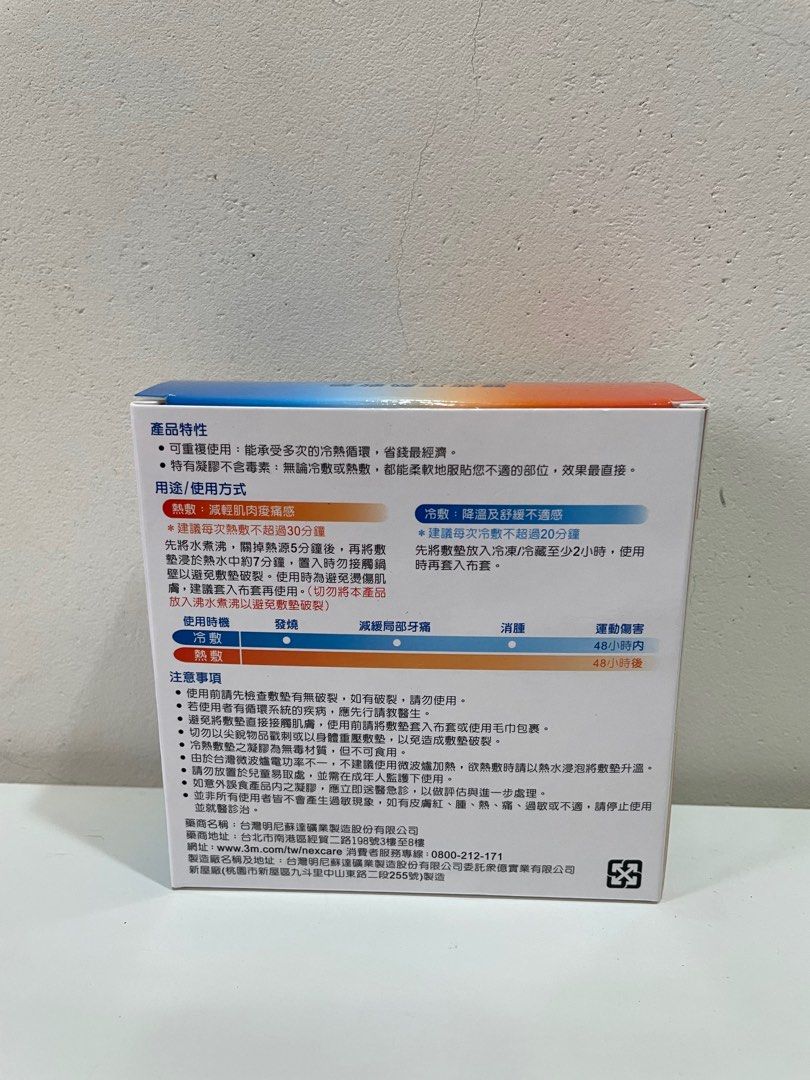 產品特性
• 可重複使用：能承受多次的冷熱循環，省錢最經濟。
• 特有凝膠不含毒素：無論冷敷或熱敷，都能柔軟地服貼您不適的部位，效果最直接。
用途/使用方式
熱敷：減輕肌肉痠痛感
＊建議每次熱敷不超過30分鐘
先將水煮沸，關掉熱源5分鐘後，再將敷
墊浸於熱水中約7分鐘，置入時勿接觸鍋
壁以避免敷墊破裂。使用時為避免燙傷肌
膚，建議套入布套再使用。(切勿將本產品
放入沸水煮沸以避免敷墊破裂)
冷敷：降溫及舒緩不適感
＊建議每次冷敷不超過20分鐘
先將敷墊放入冷凍/冷藏至少2小時，使用
時再套入布套。
使用時機 發燒 減緩局部牙痛 消腫 運動傷害
冷敷 48小時內
熱敷 48小時後
注意事項
• 使用前請先檢查敷墊有無破裂，如有破裂，請勿使用。
• 若使用者有循環系統的疾病，應先行請教醫生。
• 避免將敷墊直接接觸肌膚，使用前請將敷墊套入布套或使用毛巾包裹。
• 切勿以尖銳物品戳刺或以身體重壓敷墊，以免造成敷墊破裂。
• 冷熱敷墊之凝膠為無毒材質，但不可食用。
• 由於台灣微波爐電功率不一，不建議使用微波爐加熱，欲熱敷時請以熱水浸泡將敷墊升溫。
• 請勿放置於兒童易取處，並需在成年人監護下使用。
• 如意外誤食產品內之凝膠，應立即送醫急診，以做評估與進一步處理。
• 並非所有使用者皆不會產生過敏現象，如有皮膚紅、腫、熱、痛、過敏或不適，請停止使用
並就醫診治。
藥商名稱：台灣明尼蘇達礦業製造股份有限公司
藥商地址：台北市南港區經貿二路198號3樓至8樓
網址：www.3m.com/tw/nexcare 消費者服務專線：0800-212-171
製造廠名稱及地址：台灣明尼蘇達礦業製造股份有限公司委託衆億實業有限公司
新屋廠(桃園市新屋區九斗里中山東路二段255號)製造